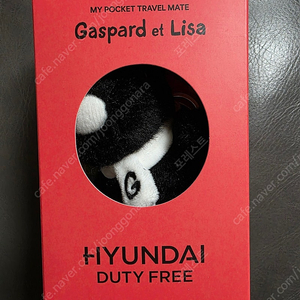 MY POCKET TRAVEL MATE
Gaspard et Lisa
G
HYUNDAI
DUTY FREE